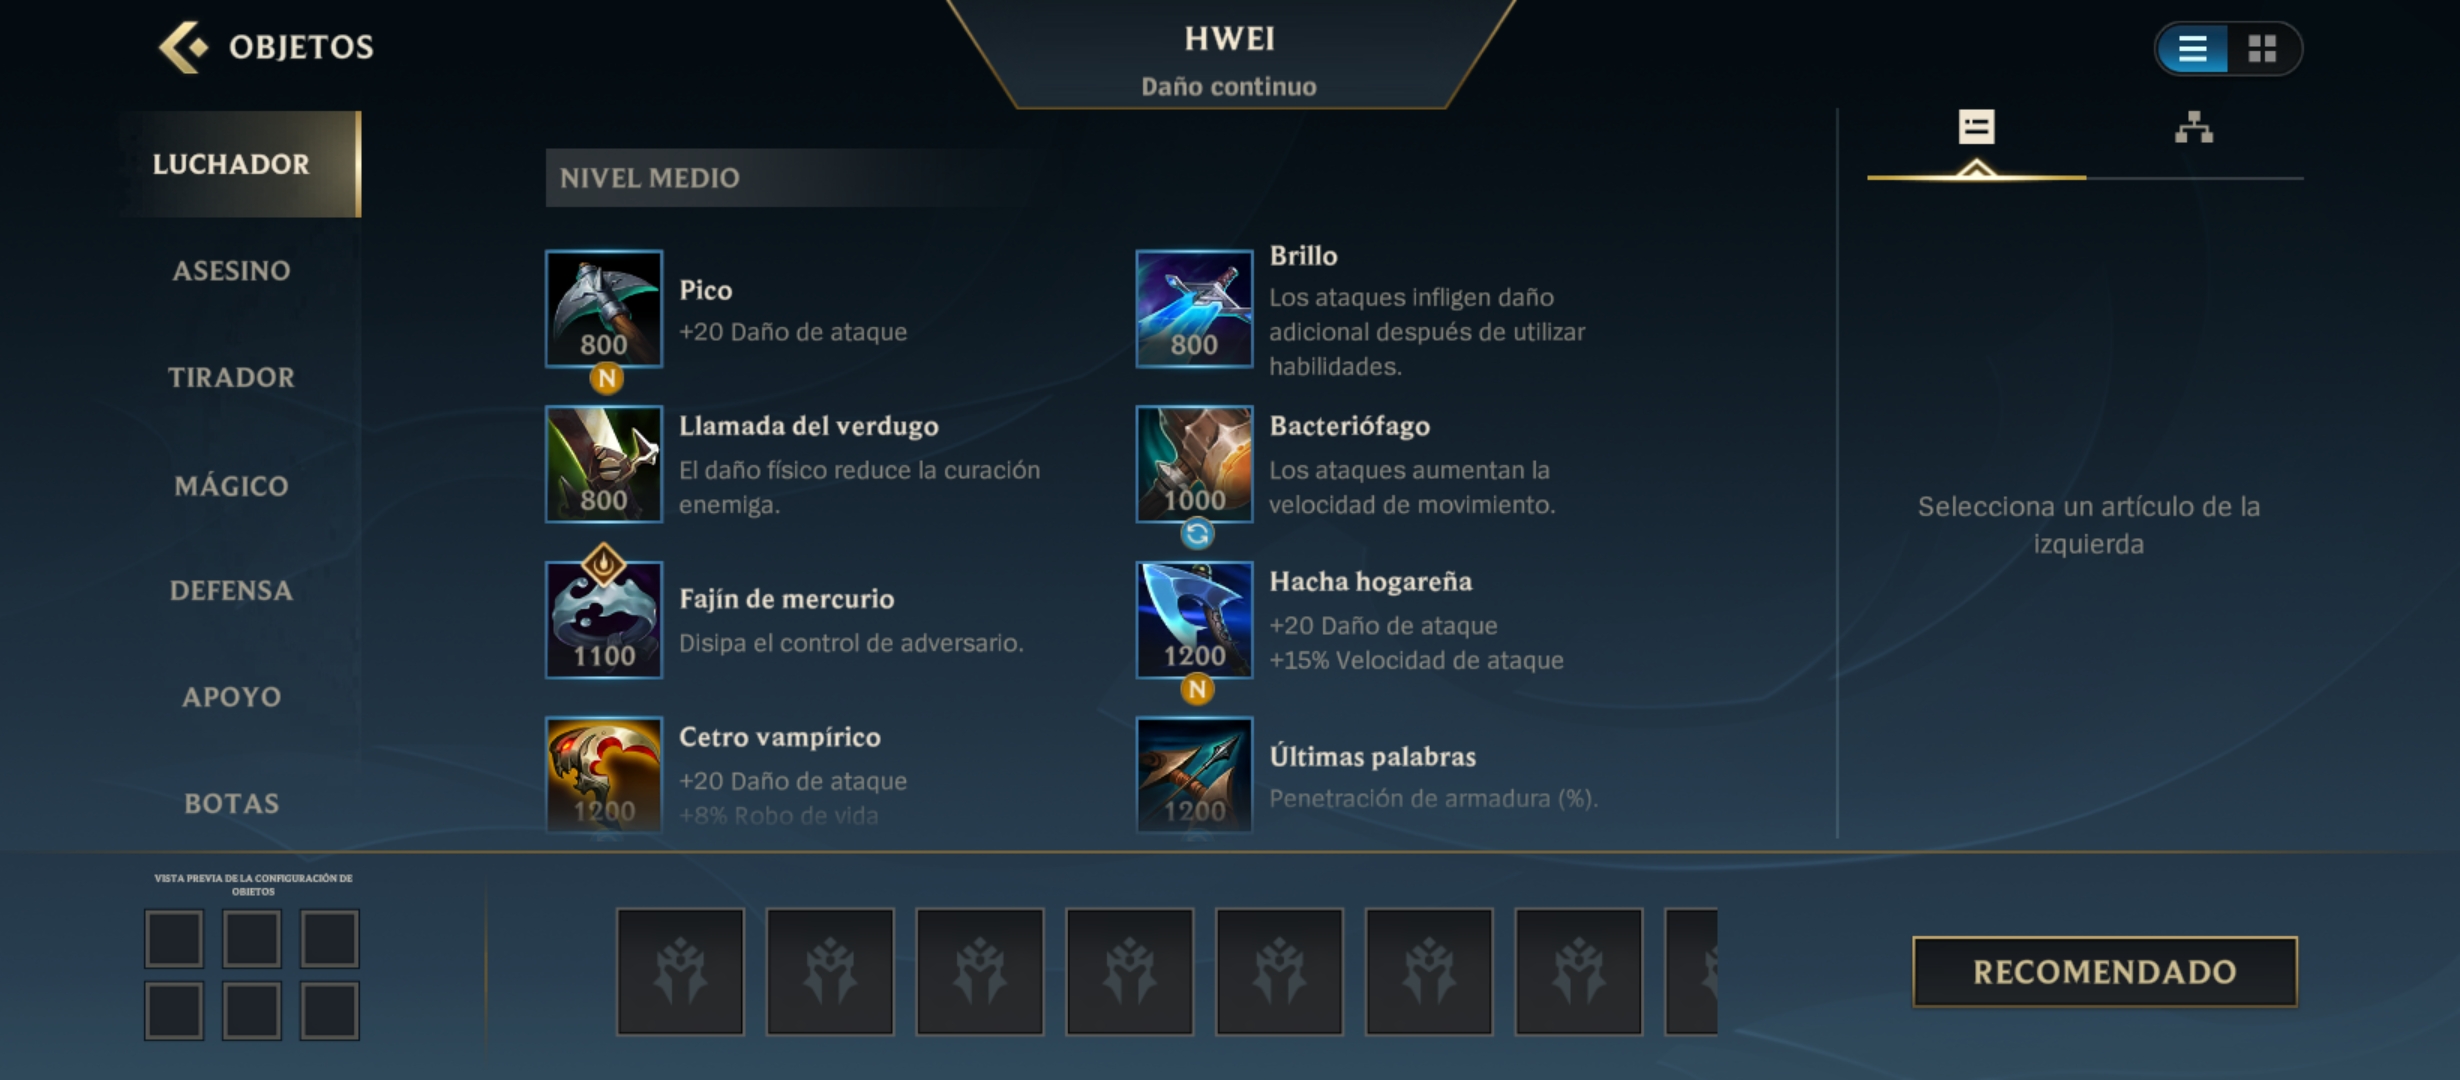 OBJETOS
HWEI
Daño continuo
LUCHADOR
ASESINO
TIRADOR
MÁGICO
DEFENSA
APOYO
BOTAS
NIVEL MEDIO
800
N
Pico
+20 Daño de ataque
800
Brillo
Los ataques infligen daño
adicional después de utilizar
habilidades.
800
Llamada del verdugo
El daño físico reduce la curación
enemiga.
1000
Bacteriófago
Los ataques aumentan la
velocidad de movimiento.
1100
Fajín de mercurio
Disipa el control de adversario.
1200
N
Hacha hogareña
+20 Daño de ataque
+15% Velocidad de ataque
1200
Cetro vampírico
+20 Daño de ataque
+8% Robo de vida
1200
Últimas palabras
Penetración de armadura (%).
Selecciona un artículo de la
izquierda
VISTA PREVIA DE LA CONFIGURACIÓN DE
OBJETOS
RECOMENDADO